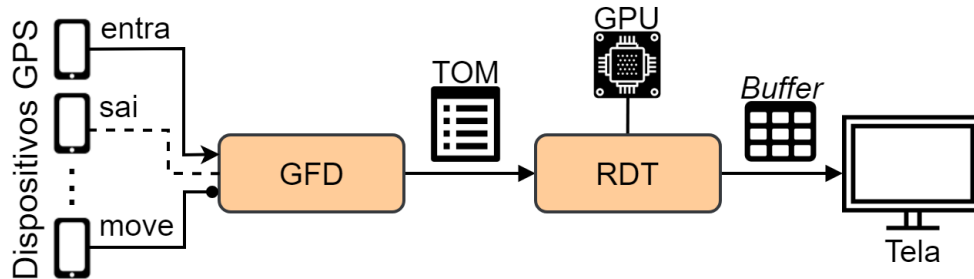 Dispositivos GPS
entra
sai
move
GFD
TOM
RDT
GPU
Buffer
Tela